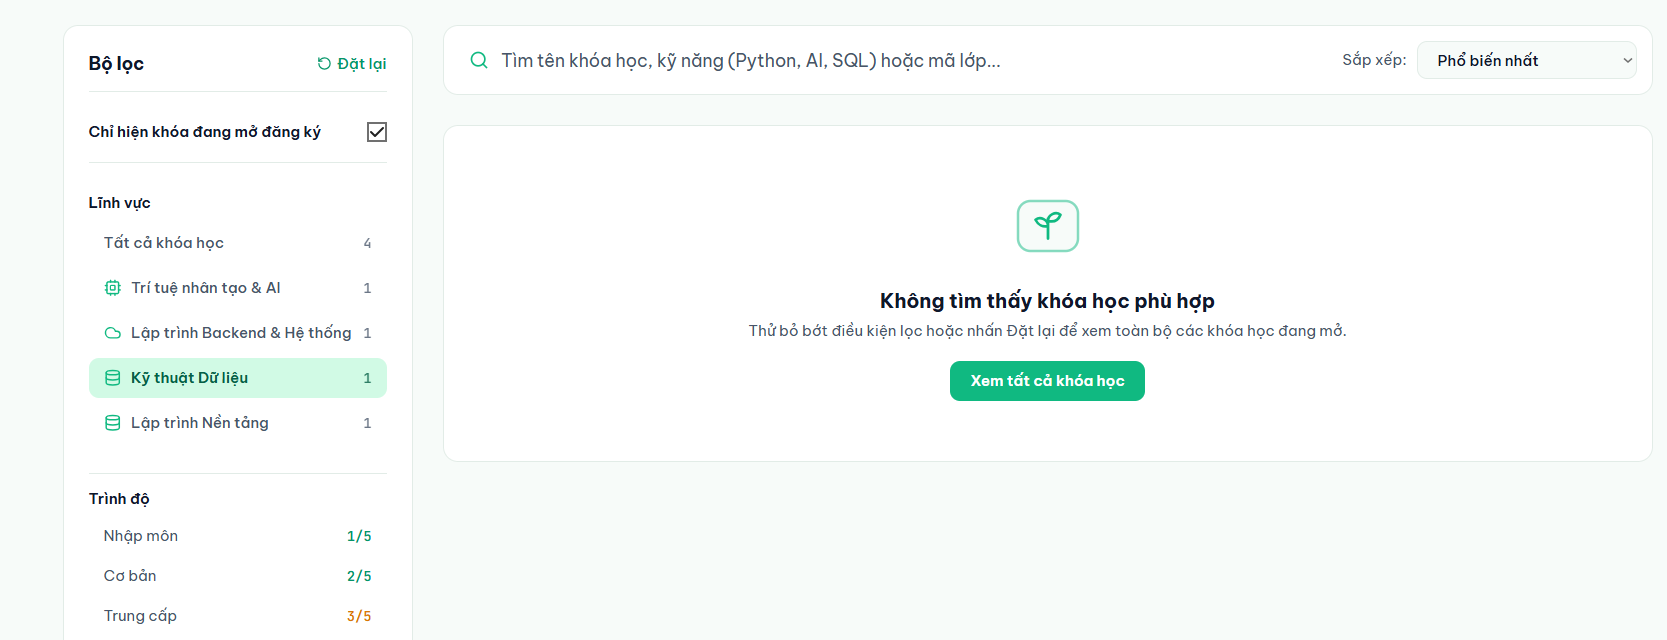 Bộ lọc
Đặt lại
Chỉ hiện khóa đang mở đăng ký
Lĩnh vực
Tất cả khóa học 4
Trí tuệ nhân tạo & AI 1
Lập trình Backend & Hệ thống 1
Kỹ thuật Dữ liệu 1
Lập trình Nền tảng 1
Trình độ
Nhập môn 1/5
Cơ bản 2/5
Trung cấp 3/5
Tìm tên khóa học, kỹ năng (Python, AI, SQL) hoặc mã lớp...
Sắp xếp: Phổ biến nhất
Không tìm thấy khóa học phù hợp
Thử bỏ bớt điều kiện lọc hoặc nhấn Đặt lại để xem toàn bộ các khóa học đang mở.
Xem tất cả khóa học